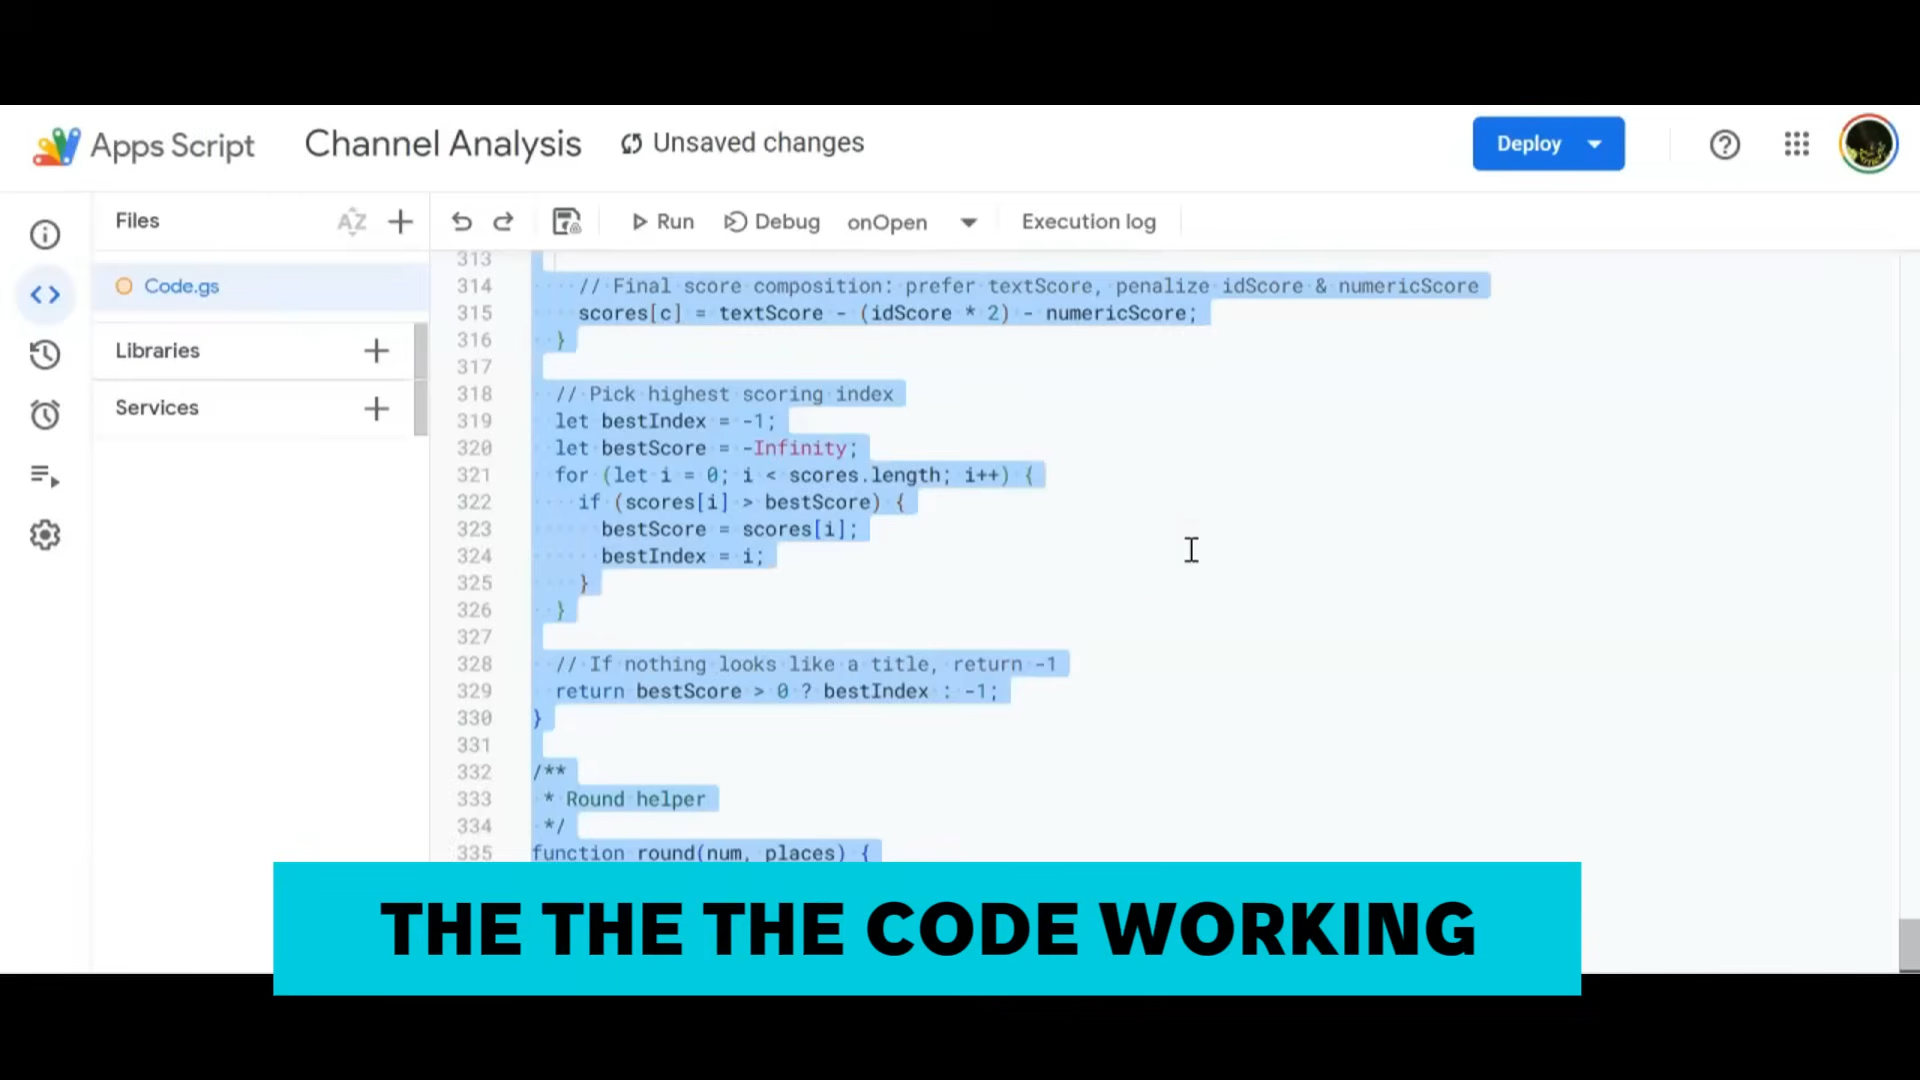 Apps Script
Channel Analysis
Unsaved changes
Deploy
Files
AZ
Run
Debug
onOpen
Execution log
Code.gs
Libraries
Services
313
314 // Final score composition: prefer textScore, penalize idScore & numericScore
315 scores[c] = textScore - (idScore * 2) - numericScore;
316 }
317
318 // Pick highest scoring index
319 let bestIndex = -1;
320 let bestScore = -Infinity;
321 for (let i = 0; i < scores.length; i++) {
322 if (scores[i] > bestScore) {
323 bestScore = scores[i];
324 bestIndex = i;
325 }
326 }
327
328 // If nothing looks like a title, return -1
329 return bestScore > 0 ? bestIndex : -1;
330 }
331
332 /**
333 * Round helper
334 */
335 function round(num, places) {
THE THE THE CODE WORKING